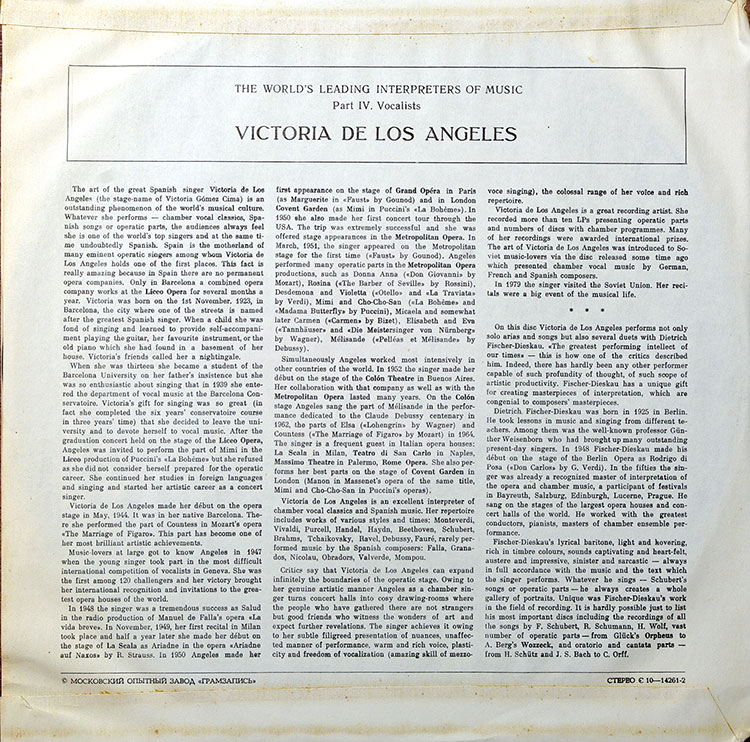 THE WORLD'S LEADING INTERPRETERS OF MUSIC
Part IV. Vocalists
VICTORIA DE LOS ANGELES
The art of the great Spanish singer Victoria de Los
Angeles (the stage-name of Victoria Gómez Cima) is an
outstanding phenomenon of the world's musical culture.
Whatever she performs — chamber vocal classics, Spa-
nish songs or operatic parts, the audiences always feel
she is one of the world's top singers and at the same ti-
me undoubtedly Spanish. Spain is the motherland of
many eminent operatic singers among whom Victoria de
Los Angeles holds one of the first places. This fact is
really amazing because in Spain there are no permanent
opera companies. Only in Barcelona a combined opera
company works at the Liceo Opera for several months a
year. Victoria was born on the 1st November, 1923, in
Barcelona, the city where one of the streets is named
after the greatest Spanish singer. When a child she was
fond of singing and learned to provide self-accompani-
ment playing the guitar, her favourite instrument, or the
old piano which she had found in a basement of her
house. Victoria's friends called her a nightingale.
When she was thirteen she became a student of the
Barcelona University on her father's insistence but she
was so enthusiastic about singing that in 1939 she ente-
red the department of vocal music at the Barcelona Con-
servatoire. Victoria's gift for singing was so great (in
fact she completed the six years' conservatoire course
in three years' time) that she decided to leave the uni-
versity and to devote herself to vocal music. After the
graduation concert held on the stage of the Liceo Opera,
Angeles was invited to perform the part of Mimi in the
Liceo production of Puccini's «La Bohème» but she refused
as she did not consider herself prepared for the operatic
career. She continued her studies in foreign languages
and singing and started her artistic career as a concert
singer.
Victoria de Los Angeles made her début on the opera
stage in May, 1944. It was in her native Barcelona. The-
re she performed the part of Countess in Mozart's opera
«The Marriage of Figaro». This part has become one of
her most brilliant artistic achievements.
Music-lovers at large got to know Angeles in 1947
when the young singer took part in the most difficult
international competition of vocalists in Geneva. She was
the first among 120 challengers and her victory brought
her international recognition and invitations to the grea-
test opera houses of the world.
In 1948 the singer was a tremendous success as Salud
in the radio production of Manuel de Falla's opera «La
vida breve». In November, 1949, her first recital in Milan
took place and half a year later she made her début on
the stage of La Scala as Ariadne in the opera «Ariadne
auf Naxos» by R. Strauss. In 1950 Angeles made her
first appearance on the stage of Grand Opéra in Paris
(as Marguerite in «Faust» by Gounod) and in London
Covent Garden (as Mimi in Puccini's «La Bohème»). In
1950 she also made her first concert tour through the
USA. The trip was extremely successful and she was
offered stage appearances in the Metropolitan Opera. In
March, 1951, the singer appeared on the Metropolitan
stage for the first time («Faust» by Gounod). Angeles
performed many operatic parts in the Metropolitan Opera
productions, such as Donna Anna («Don Giovanni» by
Mozart), Rosina («The Barber of Seville» by Rossini),
Desdemona and Violetta («Otello» and «La Traviata»
by Verdi), Mimi and Cho-Cho-San («La Bohème» and
«Madama Butterfly» by Puccini), Micaela and somewhat
later Carmen («Carmen» by Bizet), Elisabeth and Eva
(«Tannhäuser» and «Die Meistersinger von Nürnberg»
by Wagner), Mélisande («Pelléas et Mélisande» by
Debussy).
Simultaneously Angeles worked most intensively in
other countries of the world. In 1952 the singer made her
début on the stage of the Colón Theatre in Buenos Aires.
Her collaboration with that company as well as with the
Metropolitan Opera lasted many years. On the Colón
stage Angeles sang the part of Mélisande in the perfor-
mance dedicated to the Claude Debussy centenary in
1962, the parts of Elsa («Lohengrin» by Wagner) and
Countess («The Marriage of Figaro» by Mozart) in 1964.
The singer is a frequent guest in Italian opera houses:
La Scala in Milan, Teatro di San Carlo in Naples,
Massimo Theatre in Palermo, Rome Opera. She also per-
forms her best parts on the stage of Covent Garden in
London (Manon in Massenet's opera of the same title,
Mimi and Cho-Cho-San in Puccini's operas).
Victoria de Los Angeles is an excellent interpreter of
chamber vocal classics and Spanish music. Her repertoire
includes works of various styles and times: Monteverdi,
Vivaldi, Purcell, Handel, Haydn, Beethoven, Schubert,
Brahms, Tchaikovsky, Ravel, Debussy, Fauré, rarely per-
formed music by the Spanish composers: Falla, Grana-
dos, Nicolau, Obradors, Valverde, Mompou.
Critics say that Victoria de Los Angeles can expand
infinitely the boundaries of the operatic stage. Owing to
her genuine artistic manner Angeles as a chamber sin-
ger turns concert halls into cosy drawing-rooms where
the people who have gathered there are not strangers
but good friends who witness the wonders of art and
expect further revelations. The singer achieves it owing
to her subtle filigreed presentation of nuances, unaffec-
ted manner of performance, warm and rich voice, plasti-
city and freedom of vocalization (amazing skill of mezzo-
voce singing), the colossal range of her voice and rich
repertoire.
Victoria de Los Angeles is a great recording artist. She
recorded more than ten LPs presenting operatic parts
and numbers of discs with chamber programmes. Many
of her recordings were awarded international prizes.
The art of Victoria de Los Angeles was introduced to So-
viet music-lovers via the disc released some time ago
which presented chamber vocal music by German,
French and Spanish composers.
In 1979 the singer visited the Soviet Union. Her reci-
tals were a big event of the musical life.
* * *
On this disc Victoria de Los Angeles performs not only
solo arias and songs but also several duets with Dietrich
Fischer-Dieskau. «The greatest performing intellect of
our times» — this is how one of the critics described
him. Indeed, there has hardly been any other performer
capable of such profundity of thought, of such scope of
artistic productivity. Fischer-Dieskau has a unique gift
for creating masterpieces of interpretation, which are
congenial to composers' masterpieces.
Dietrich Fischer-Dieskau was born in 1925 in Berlin.
He took lessons in music and singing from different te-
achers. Among them was the well-known professor Gün-
ther Weisenborn who had brought up many outstanding
present-day singers. In 1948 Fischer-Dieskau made his
début on the stage of the Berlin Opera as Rodrigo di
Posa («Don Carlos» by G. Verdi). In the fifties the sin-
ger was already a recognized master of interpretation of
the opera and chamber music, a participant of festivals
in Bayreuth, Salzburg, Edinburgh, Lucerne, Prague. He
sang on the stages of the largest opera houses and con-
cert halls of the world. He worked with the greatest
conductors, pianists, masters of chamber ensemble per-
formance.
Fischer-Dieskau's lyrical baritone, light and hovering,
rich in timbre colours, sounds captivating and heart-felt,
austere and impressive, sinister and sarcastic — always
in full accordance with the music and the text which
the singer performs. Whatever he sings — Schubert's
songs or operatic parts — he always creates a whole
gallery of portraits. Unique was Fischer-Dieskau's work
in the field of recording. It is hardly possible just to list
his most important discs including the recordings of all
the songs by F. Schubert, R. Schumann, H. Wolf, vast
number of operatic parts — from Glück's Orpheus to
A. Berg's Wozzeck, and oratorio and cantata parts —
from H. Schütz and J. S. Bach to C. Orff.
© МОСКОВСКИЙ ОПЫТНЫЙ ЗАВОД «ГРАМЗАПИСЬ»
СТЕРЕО С 10—14261-2